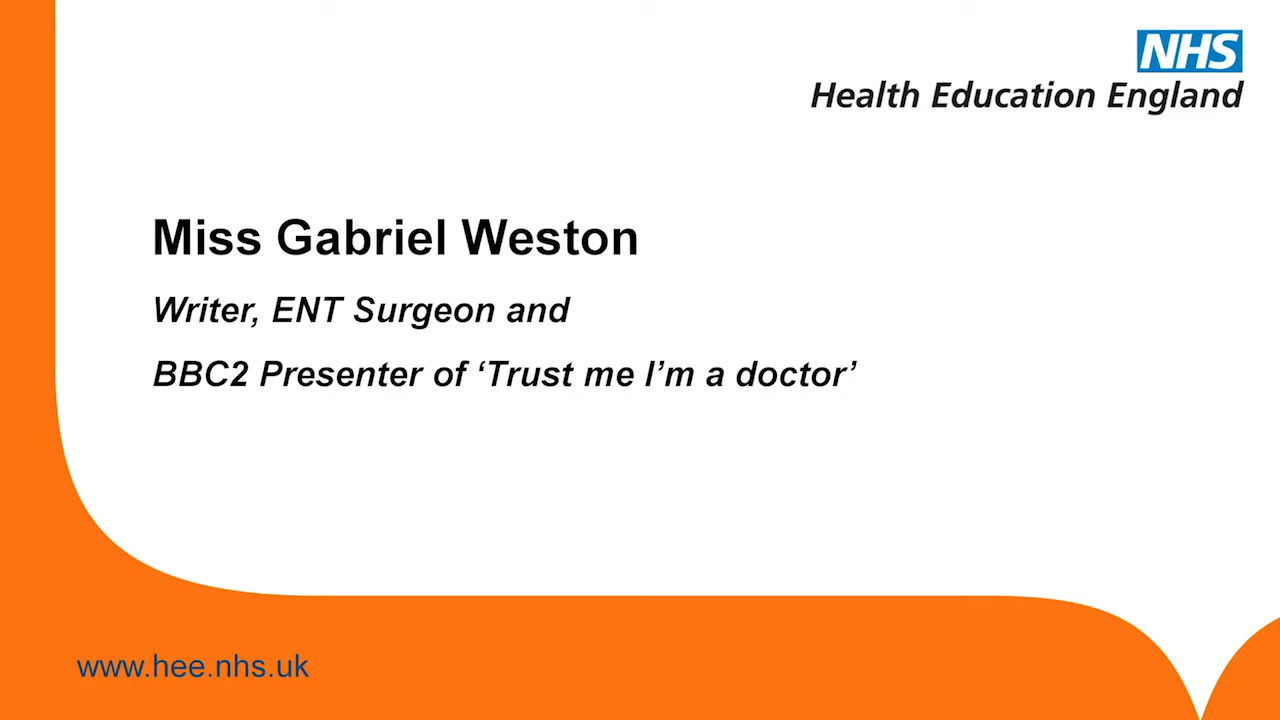 NHS
Health Education England
Miss Gabriel Weston
Writer, ENT Surgeon and
BBC2 Presenter of ‘Trust me I’m a doctor’
www.hee.nhs.uk